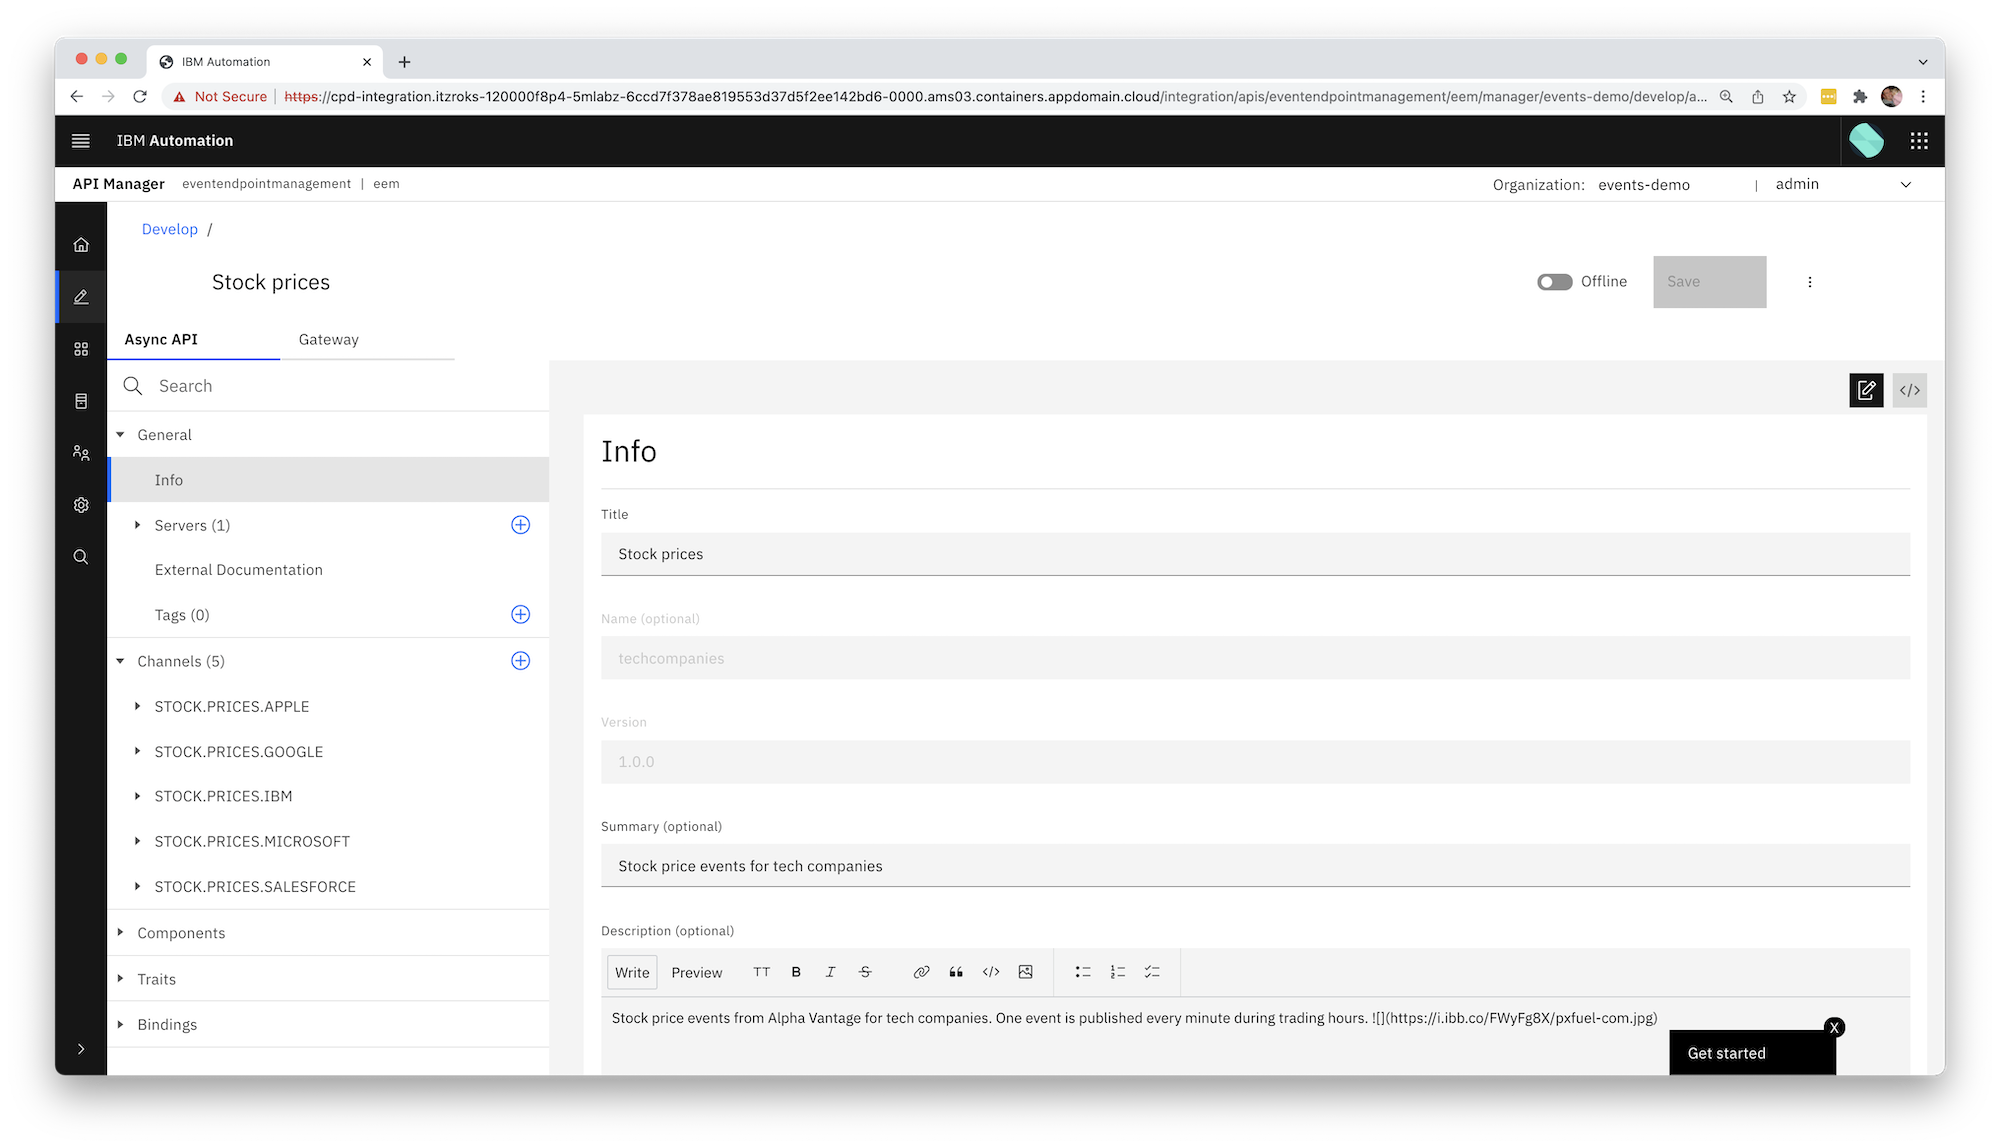 IBM Automation
Not Secure
https://cpd-integration.itzroks-120000f8p4-5mlabz-6ccd7f378ae819553d37d5f2ee142bd6-0000.ams03.containers.appdomain.cloud/integration/apis/eventendpointmanagement/eem/manager/events-demo/develop/a...
IBM Automation
API Manager eventendpointmanagement | eem
Organization: events-demo | admin
Develop /
Stock prices
Offline
Save
Async API
Gateway
Search
General
Info
Servers (1)
External Documentation
Tags (0)
Channels (5)
STOCK.PRICES.APPLE
STOCK.PRICES.GOOGLE
STOCK.PRICES.IBM
STOCK.PRICES.MICROSOFT
STOCK.PRICES.SALESFORCE
Components
Traits
Bindings
Info
Title
Stock prices
Name (optional)
techcompanies
Version
1.0.0
Summary (optional)
Stock price events for tech companies
Description (optional)
Write Preview TT B I S
Stock price events from Alpha Vantage for tech companies. One event is published every minute during trading hours. ![](https://i.ibb.co/FWyFg8X/pxfuel-com.jpg)
X
Get started